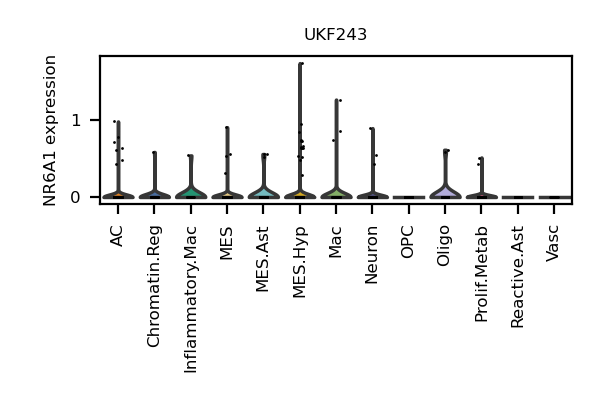 UKF243
NR6A1 expression
1
0
AC
Chromatin.Reg
Inflammatory.Mac
MES
MES.Ast
MES.Hyp
Mac
Neuron
OPC
Oligo
Prolif.Metab
Reactive.Ast
Vasc